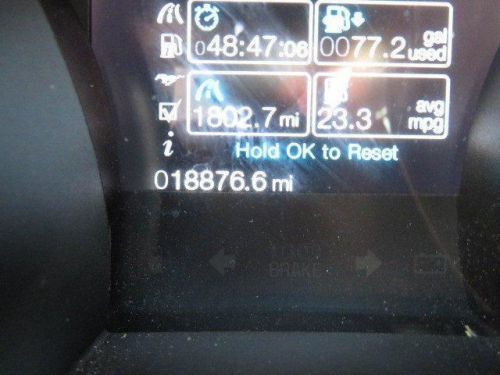 048:47:06 0077.2 gal used
1802.7 mi 23.3 avg mpg
i Hold OK to Reset
018876.6 mi
BRAKE